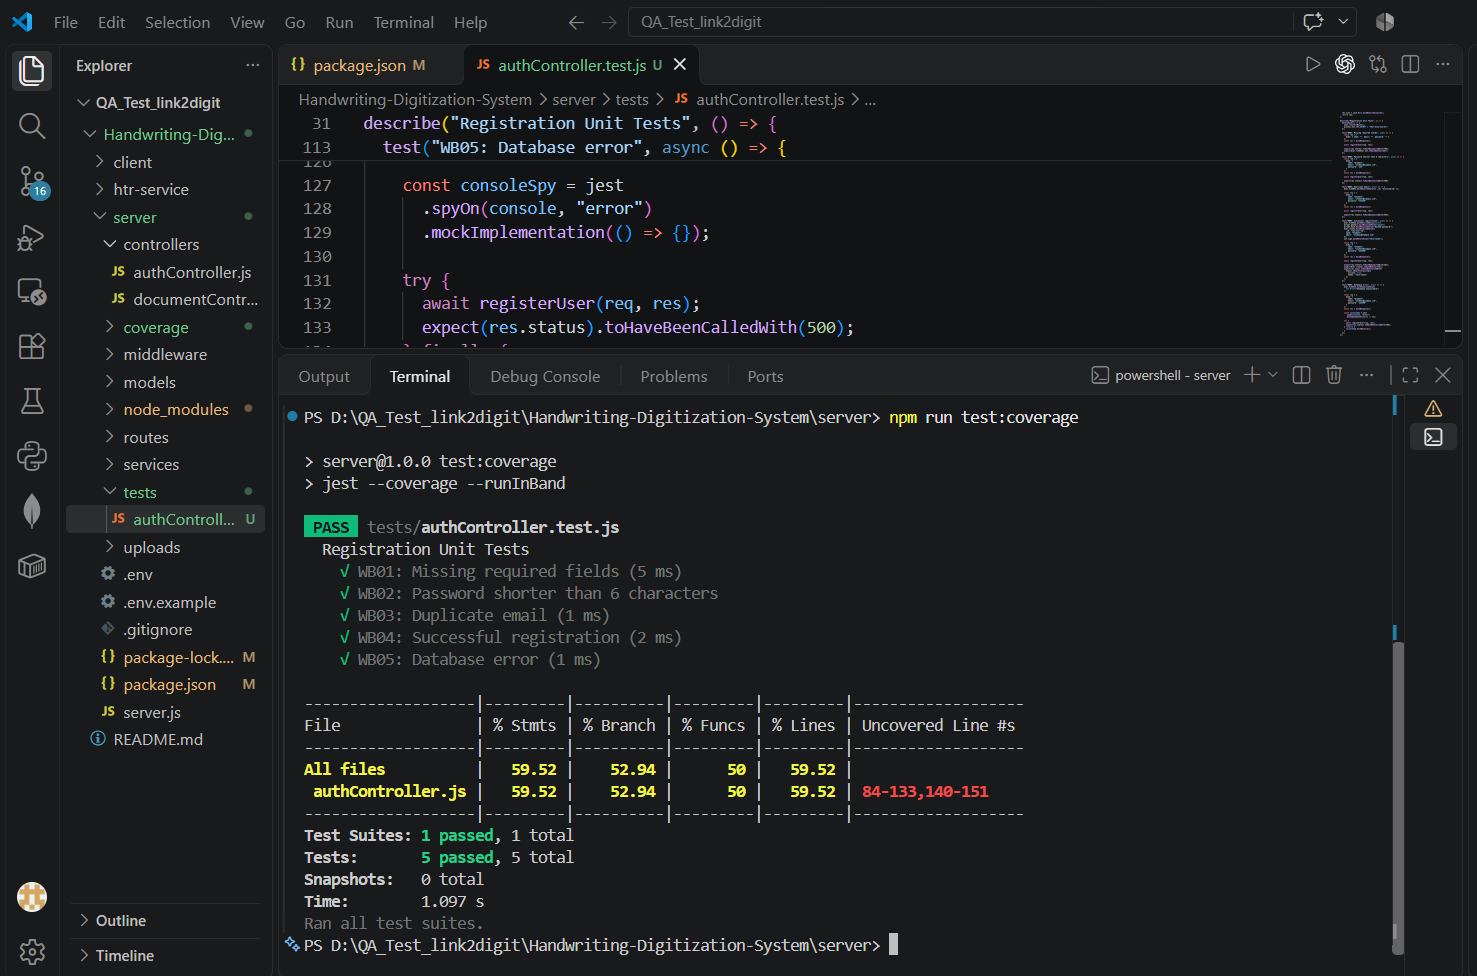 File Edit Selection View Go Run Terminal Help
QA_Test_link2digit
Explorer
QA_Test_link2digit
Handwriting-Dig...
client
htr-service
server
controllers
JS authController.js
JS documentContr...
coverage
middleware
models
node_modules
routes
services
tests
JS authControll... U
uploads
.env
.env.example
.gitignore
{} package-lock.... M
{} package.json M
JS server.js
README.md
Outline
Timeline
16
{} package.json M
JS authController.test.js U
Handwriting-Digitization-System > server > tests > JS authController.test.js > ...
31 describe("Registration Unit Tests", () => {
113 test("WB05: Database error", async () => {
126
127 const consoleSpy = jest
128 .spyOn(console, "error")
129 .mockImplementation(() => {});
130
131 try {
132 await registerUser(req, res);
133 expect(res.status).toHaveBeenCalledWith(500);
Output Terminal Debug Console Problems Ports
powershell - server
PS D:\QA_Test_link2digit\Handwriting-Digitization-System\server> npm run test:coverage
> server@1.0.0 test:coverage
> jest --coverage --runInBand
PASS tests/authController.test.js
Registration Unit Tests
√ WB01: Missing required fields (5 ms)
√ WB02: Password shorter than 6 characters
√ WB03: Duplicate email (1 ms)
√ WB04: Successful registration (2 ms)
√ WB05: Database error (1 ms)
-------------------|---------|----------|---------|---------|-------------------
File | % Stmts | % Branch | % Funcs | % Lines | Uncovered Line #s
-------------------|---------|----------|---------|---------|-------------------
All files | 59.52 | 52.94 | 50 | 59.52 |
authController.js | 59.52 | 52.94 | 50 | 59.52 | 84-133,140-151
-------------------|---------|----------|---------|---------|-------------------
Test Suites: 1 passed, 1 total
Tests: 5 passed, 5 total
Snapshots: 0 total
Time: 1.097 s
Ran all test suites.
PS D:\QA_Test_link2digit\Handwriting-Digitization-System\server>